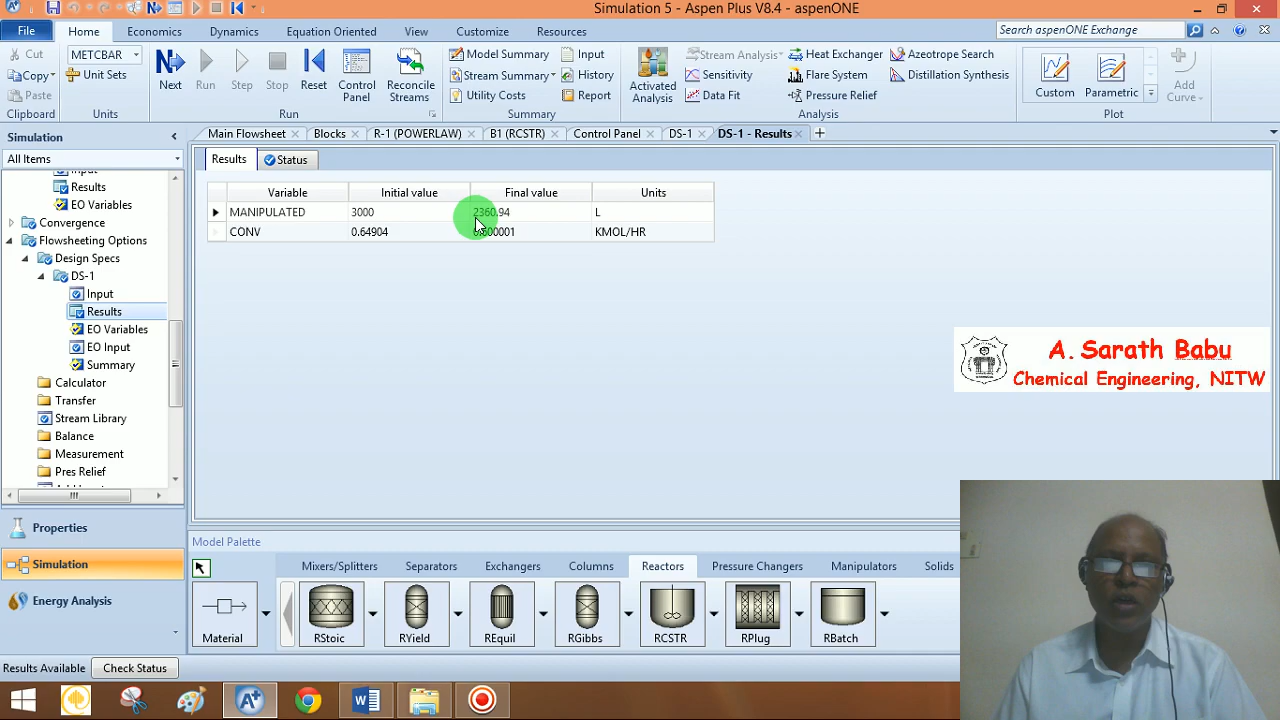 Simulation 5 - Aspen Plus V8.4 - aspenONE
File Home Economics Dynamics Equation Oriented View Customize Resources
Search aspenONE Exchange
Cut METCBAR Model Summary Input Stream Analysis Heat Exchanger Azeotrope Search
Copy Unit Sets Stream Summary History Sensitivity Flare System Distillation Synthesis
Paste Utility Costs Report Data Fit Pressure Relief
Next Run Step Stop Reset Control Panel Reconcile Streams Activated Analysis Custom Parametric Add Curve
Clipboard Units Run Summary Analysis Plot
Simulation
All Items
Main Flowsheet Blocks R-1 (POWERLAW) B1 (RCSTR) Control Panel DS-1 DS-1 - Results
Results Status
Input
Results
EO Variables
Convergence
Flowsheeting Options
Design Specs
DS-1
Input
Results
EO Variables
EO Input
Summary
Calculator
Transfer
Stream Library
Balance
Measurement
Pres Relief
Variable Initial value Final value Units
MANIPULATED 3000 2360.94 L
CONV 0.64904 KMOL/HR
A. Sarath Babu
Chemical Engineering, NITW
Properties
Simulation
Energy Analysis
Model Palette
Mixers/Splitters Separators Exchangers Columns Reactors Pressure Changers Manipulators Solids
Material RStoic RYield REquil RGibbs RCSTR RPlug RBatch
Results Available Check Status